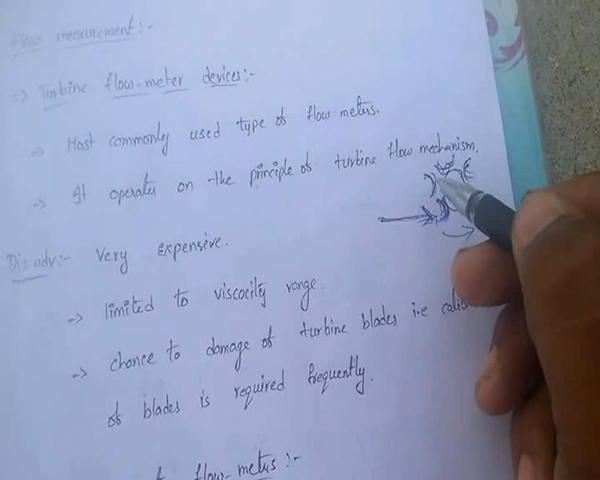 Flow measurement:-
=> Turbine flow-meter devices:-
=> Most commonly used type of flow meters.
=> It operates on the principle of turbine flow mechanism.
Dis adv:- Very expensive.
=> limited to viscocity range.
=> chance to damage of turbine blades i.e
of blades is required frequently.
flow-meters:-